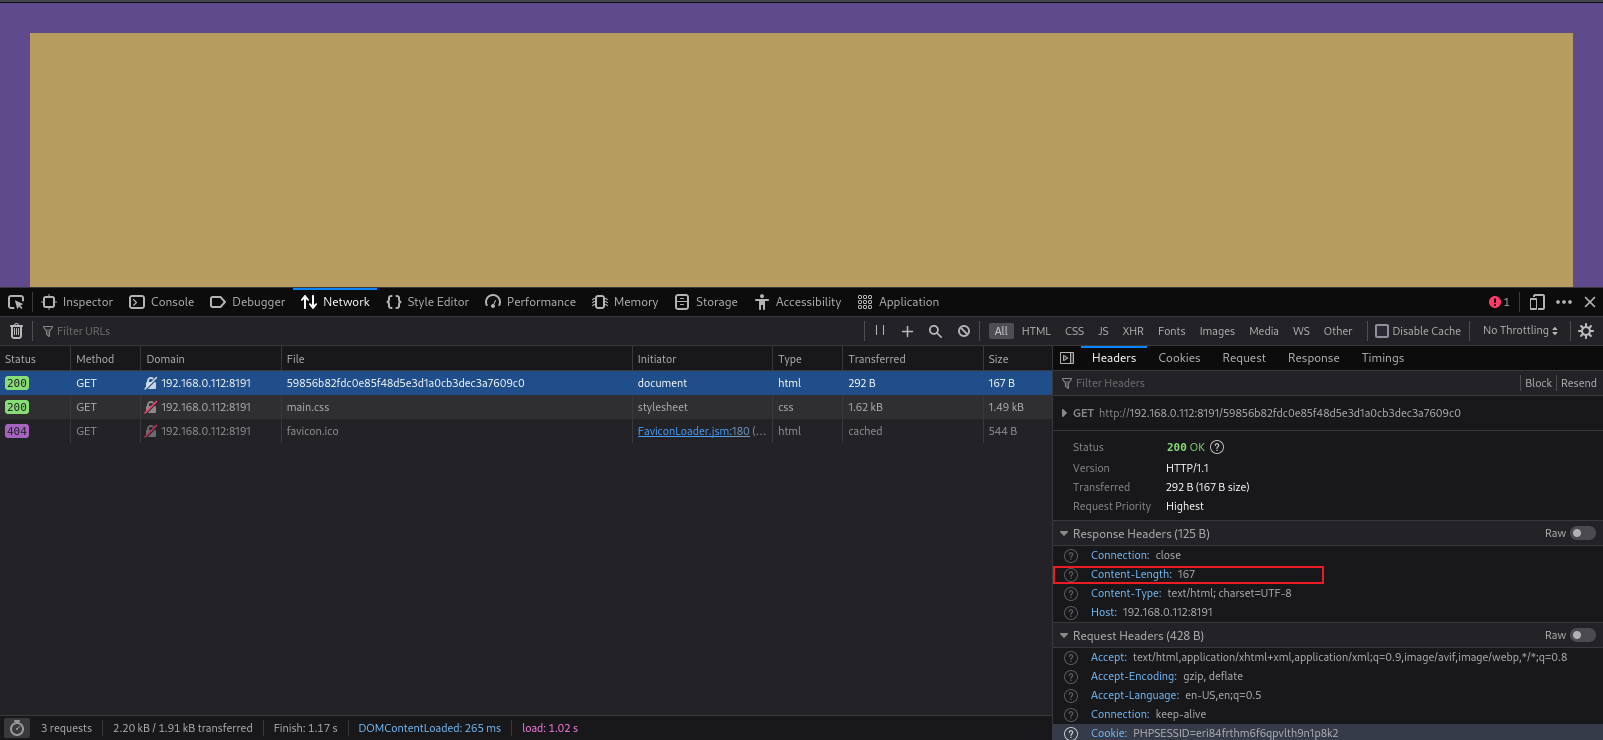 Inspector Console Debugger Network Style Editor Performance Memory Storage Accessibility Application 1
Filter URLs All HTML CSS JS XHR Fonts Images Media WS Other Disable Cache No Throttling
Status Method Domain File Initiator Type Transferred Size
200 GET 192.168.0.112:8191 59856b82fdc0e85f48d5e3d1a0cb3dec3a7609c0 document html 292 B 167 B
200 GET 192.168.0.112:8191 main.css stylesheet css 1.62 kB 1.49 kB
404 GET 192.168.0.112:8191 favicon.ico FaviconLoader.jsm:180 (... html cached 544 B
Headers Cookies Request Response Timings
Filter Headers Block Resend
GET http://192.168.0.112:8191/59856b82fdc0e85f48d5e3d1a0cb3dec3a7609c0
Status 200 OK ?
Version HTTP/1.1
Transferred 292 B (167 B size)
Request Priority Highest
Response Headers (125 B) Raw
? Connection: close
? Content-Length: 167
? Content-Type: text/html; charset=UTF-8
? Host: 192.168.0.112:8191
Request Headers (428 B) Raw
? Accept: text/html,application/xhtml+xml,application/xml;q=0.9,image/avif,image/webp,*/*;q=0.8
? Accept-Encoding: gzip, deflate
? Accept-Language: en-US,en;q=0.5
? Connection: keep-alive
? Cookie: PHPSESSID=eri84frthm6f6qpvlth9n1p8k2
3 requests 2.20 kB / 1.91 kB transferred Finish: 1.17 s DOMContentLoaded: 265 ms load: 1.02 s